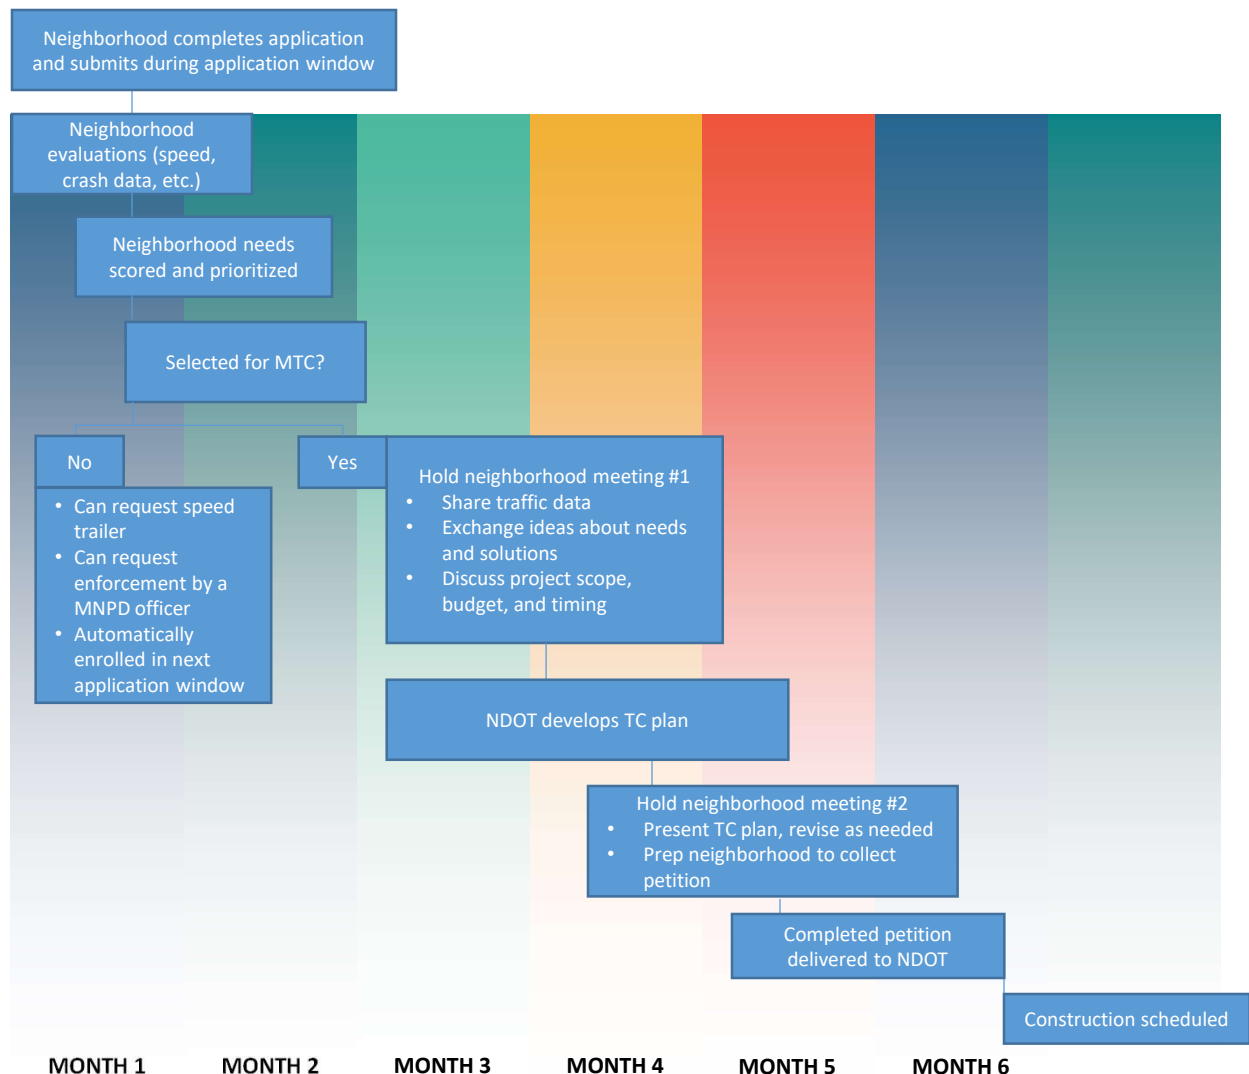 Neighborhood completes application
and submits during application window
Neighborhood
evaluations (speed,
crash data, etc.)
Neighborhood needs
scored and prioritized
Selected for MTC?
No
Yes
• Can request speed
trailer
• Can request
enforcement by a
MNPD officer
• Automatically
enrolled in next
application window
Hold neighborhood meeting #1
• Share traffic data
• Exchange ideas about needs
and solutions
• Discuss project scope,
budget, and timing
NDOT develops TC plan
Hold neighborhood meeting #2
• Present TC plan, revise as needed
• Prep neighborhood to collect
petition
Completed petition
delivered to NDOT
Construction scheduled
MONTH 1
MONTH 2
MONTH 3
MONTH 4
MONTH 5
MONTH 6